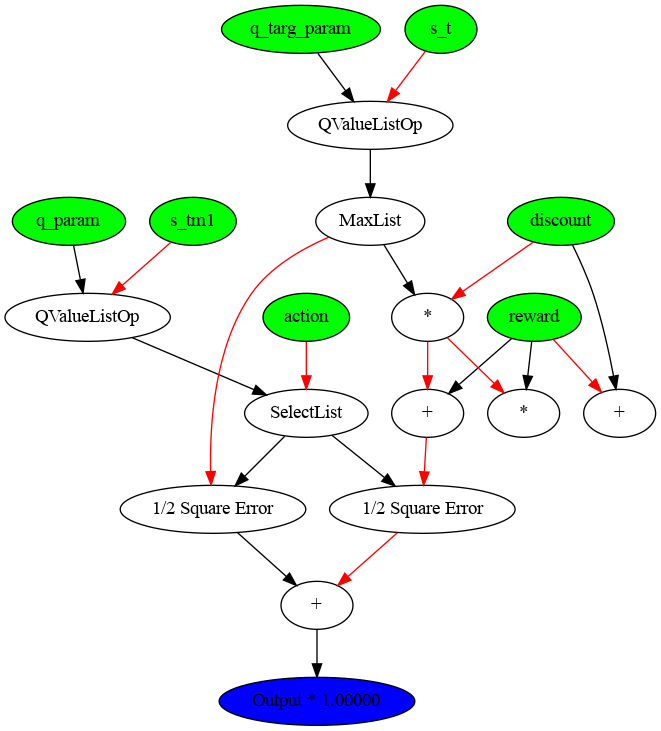 q_targ_param
s_t
QValueListOp
q_param
s_tm1
MaxList
discount
QValueListOp
action
*
reward
SelectList
+
*
+
1/2 Square Error
1/2 Square Error
+
Output * 1.00000